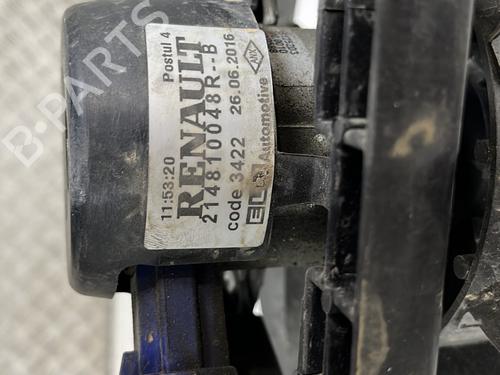 11:53:20 Postul 4
RENAULT
214810048R--B
code 3422 26.06.2016
Automotive
B-PARTS